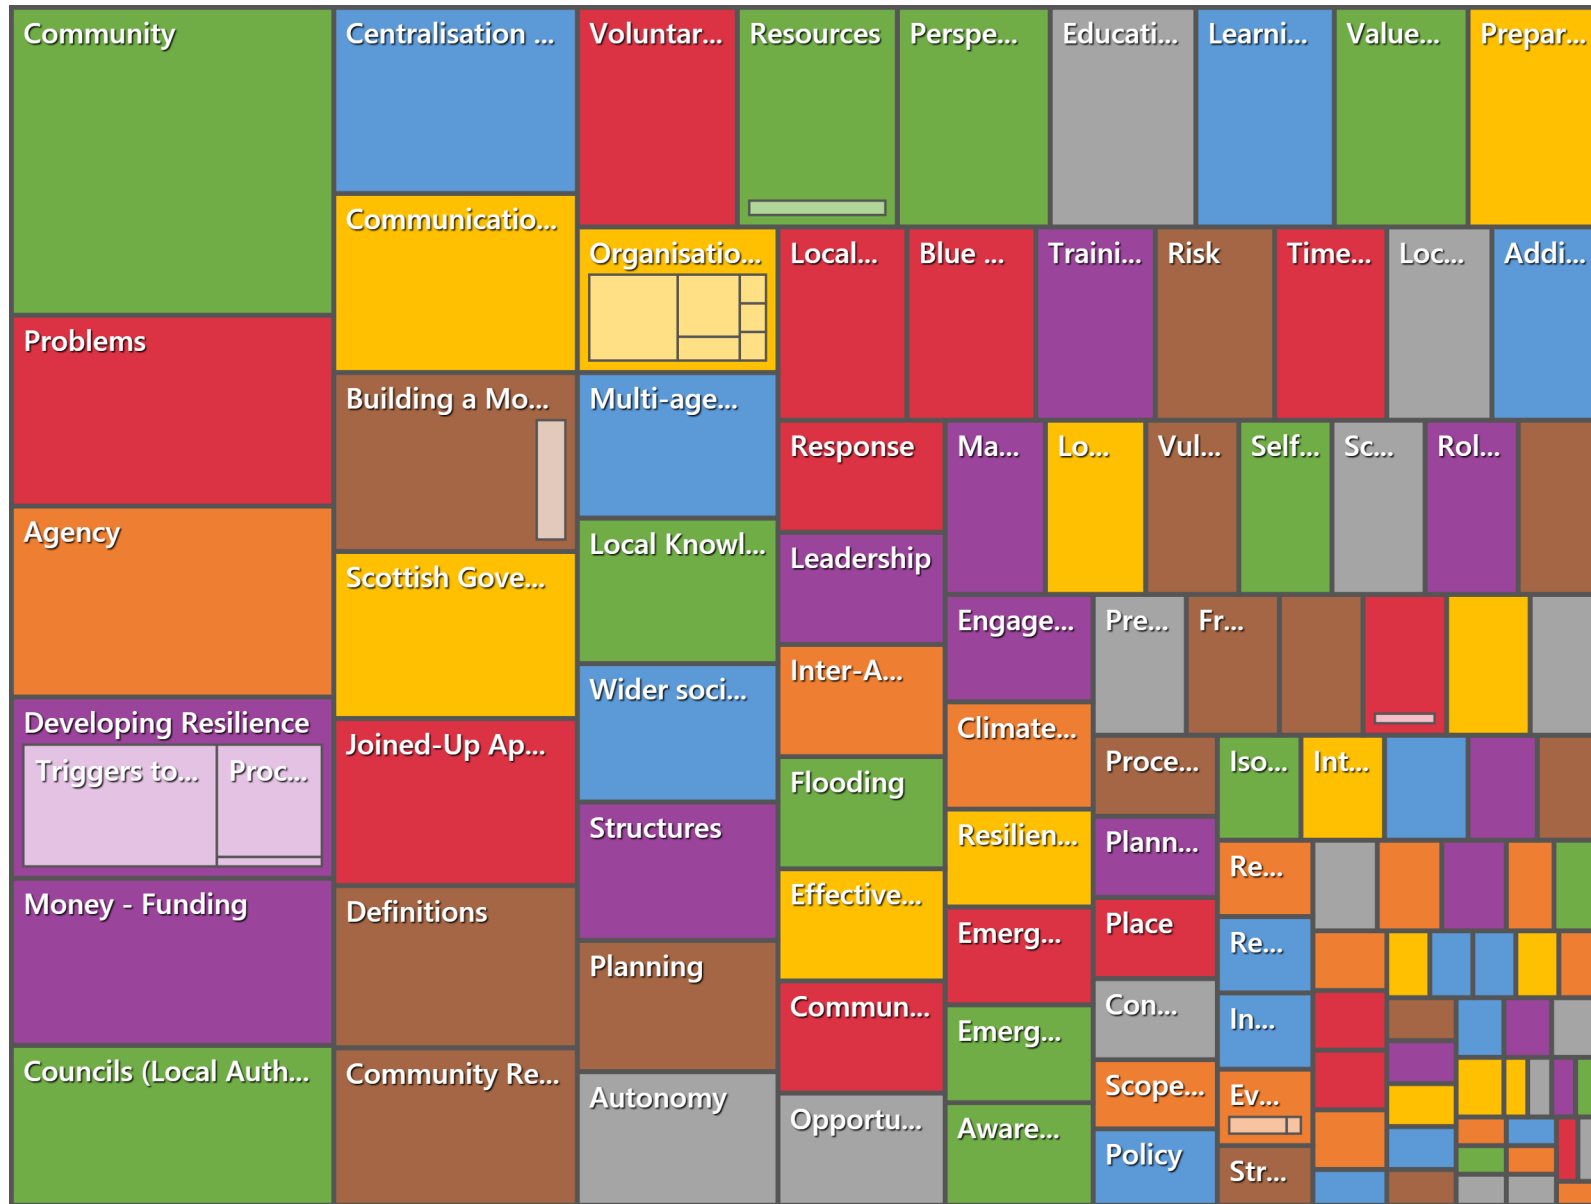 Community
Problems
Agency
Developing Resilience
Triggers to...
Proc...
Money - Funding
Councils (Local Auth...
Centralisation ...
Communicatio...
Building a Mo...
Scottish Gove...
Joined-Up Ap...
Definitions
Community Re...
Voluntar...
Resources
Perspe...
Educati...
Learni...
Value...
Prepar...
Organisatio...
Multi-age...
Local Knowl...
Wider soci...
Structures
Planning
Autonomy
Local...
Blue ...
Traini...
Risk
Time...
Loc...
Addi...
Response
Leadership
Inter-A...
Flooding
Effective...
Commun...
Opportu...
Ma...
Lo...
Vul...
Self...
Sc...
Rol...
Engage...
Climate...
Resilien...
Emerg...
Emerg...
Aware...
Pre...
Fr...
Proce...
Plann...
Place
Con...
Scope...
Policy
Iso...
Int...
Re...
Re...
In...
Ev...
Str...